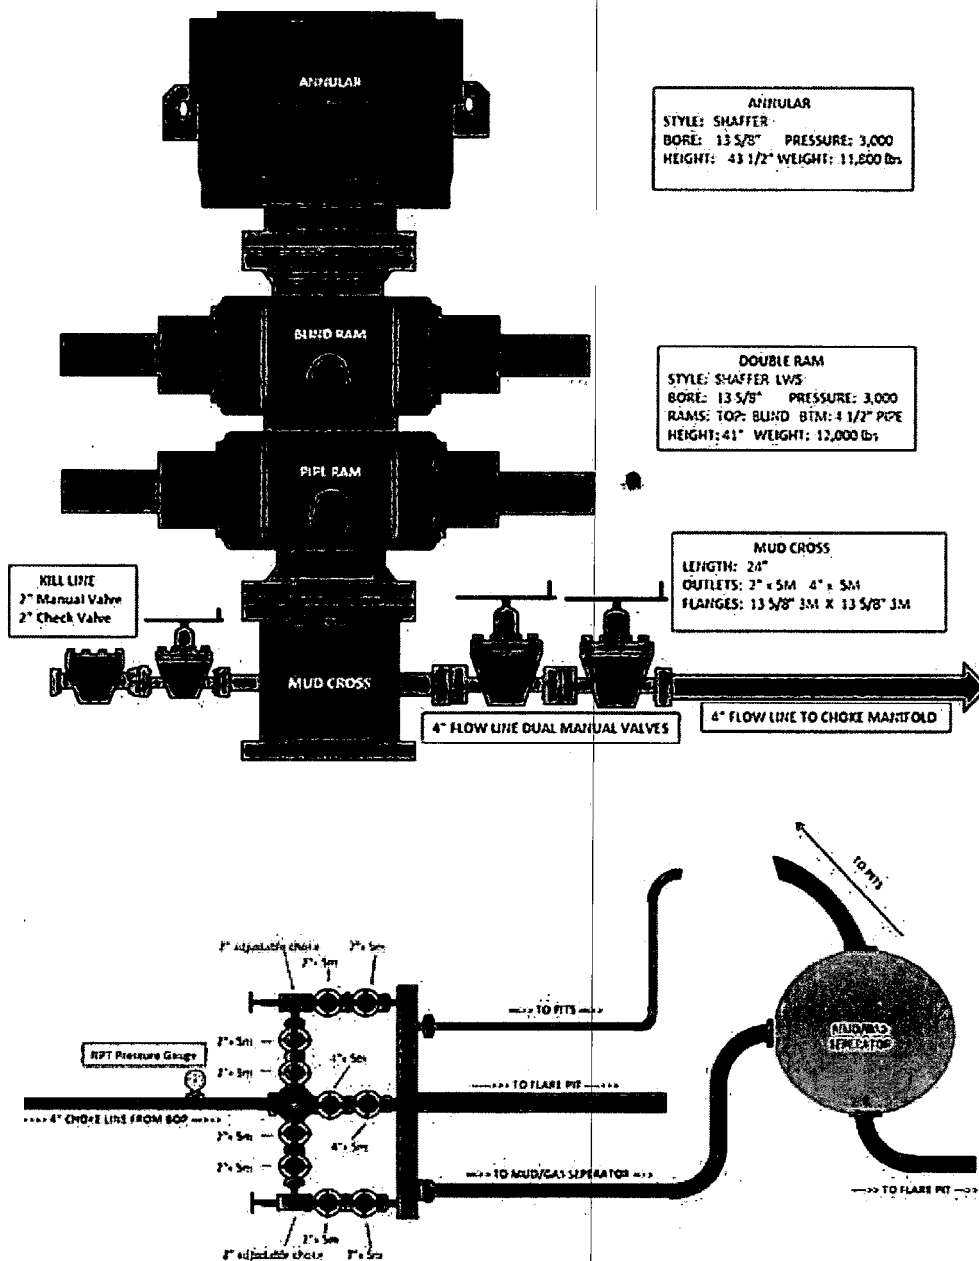 ANNULAR
ANNULAR
STYLE: SHAFFER
BORE: 13 5/8" PRESSURE: 3,000
HEIGHT: 43 1/2" WEIGHT: 11,800 lbs
BLIND RAM
DOUBLE RAM
STYLE: SHAFFER LWS
BORE: 13 5/8" PRESSURE: 3,000
RAMS: TOP: BLIND BTM: 4 1/2" PIPE
HEIGHT: 41" WEIGHT: 12,000 lbs
PIPE RAM
MUD CROSS
LENGTH: 24"
OUTLETS: 2" x 5M 4" x 5M
FLANGES: 13 5/8" 3M X 13 5/8" 3M
KILL LINE
2" Manual Valve
2" Check Valve
MUD CROSS
4" FLOW LINE DUAL MANUAL VALVES
4" FLOW LINE TO CHOKE MANIFOLD
TO PITS
2" adjustable choke
2"x 5m
2"x 5m
TO PITS
MUD/GAS
SEPERATOR
2"x 5m
4"x 5m
NPT Pressure Gauge
2"x 5m
TO FLARE PIT
4" CHOKE LINE FROM BOP
2"x 5m
4"x 5m
2"x 5m
TO MUD/GAS SEPERATOR
TO FLARE PIT
2"x 5m
2" adjustable choke
2"x 5m